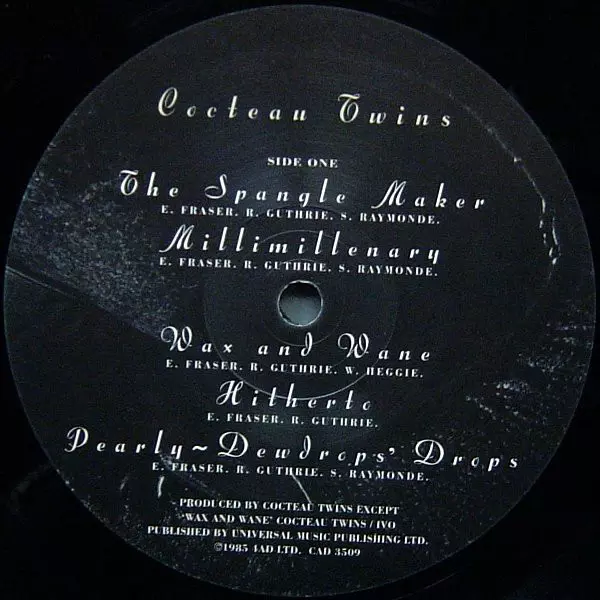 Cocteau Twins
SIDE ONE
The Spangle Maker
E. FRASER. R. GUTHRIE. S. RAYMONDE.
Millimillenary
E. FRASER. R. GUTHRIE. S. RAYMONDE.
Wax and Wane
E. FRASER. R. GUTHRIE. W. HEGGIE.
Hitherto
E. FRASER. R. GUTHRIE.
Pearly~Dewdrops' Drops
E. FRASER. R. GUTHRIE. S. RAYMONDE.
PRODUCED BY COCTEAU TWINS EXCEPT
'WAX AND WANE' COCTEAU TWINS / IVO
PUBLISHED BY UNIVERSAL MUSIC PUBLISHING LTD.
©1985 4AD LTD. CAD 3509